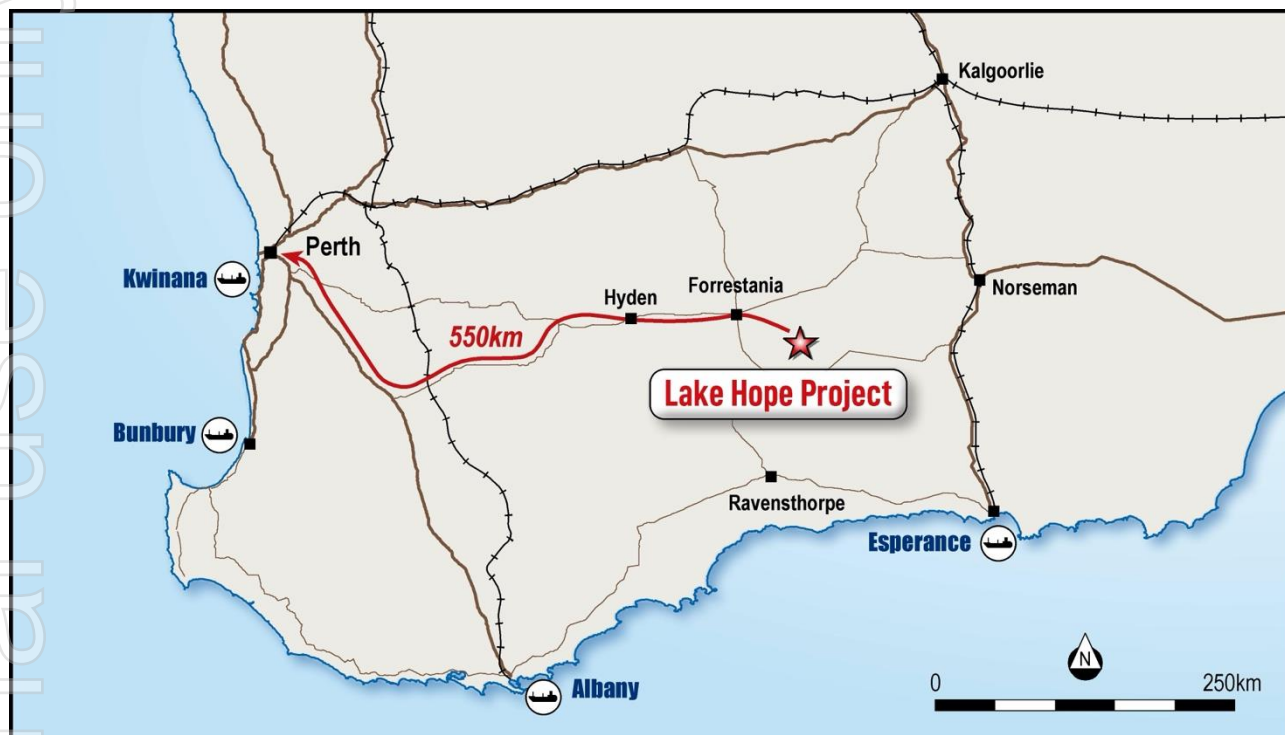 Kalgoorlie
Perth
Kwinana
Norseman
Hyden
Forrestania
550km
Lake Hope Project
Bunbury
Ravensthorpe
Esperance
Albany
N
0
250km